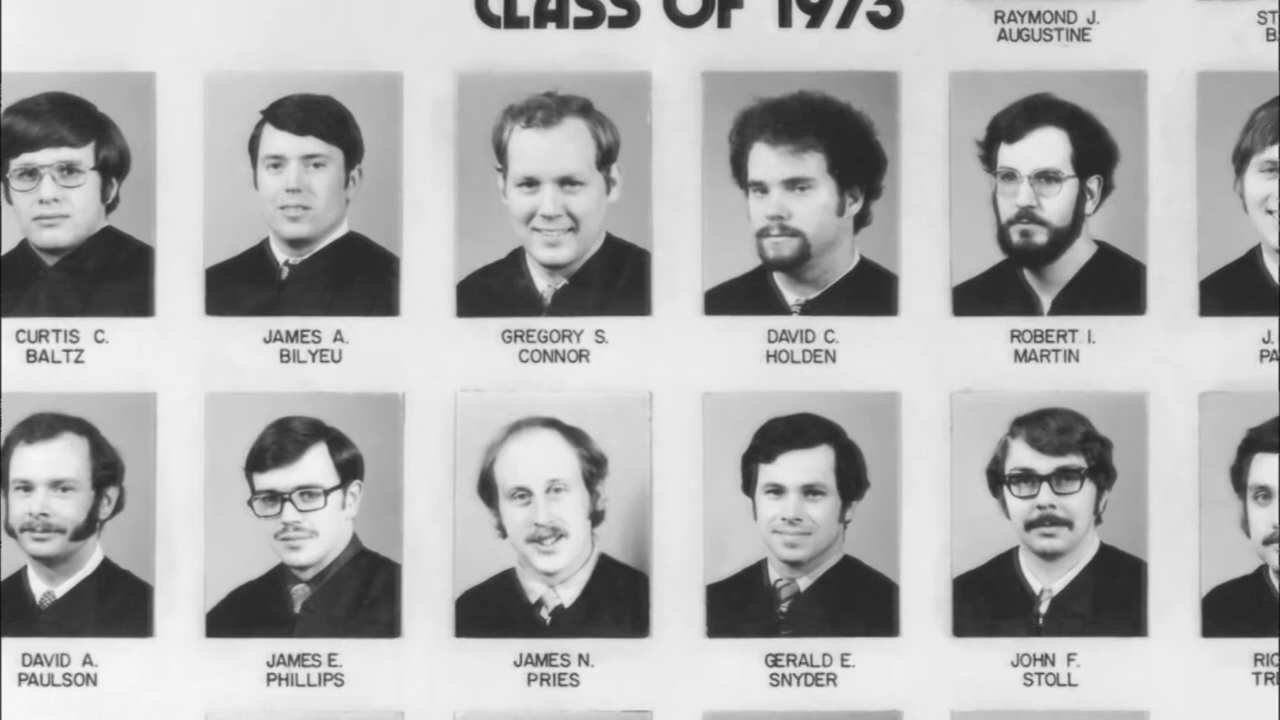 CLASS OF 1973
RAYMOND J.
AUGUSTINE
CURTIS C.
BALTZ
JAMES A.
BILYEU
GREGORY S.
CONNOR
DAVID C.
HOLDEN
ROBERT I.
MARTIN
J.
DAVID A.
PAULSON
JAMES E.
PHILLIPS
JAMES N.
PRIES
GERALD E.
SNYDER
JOHN F.
STOLL